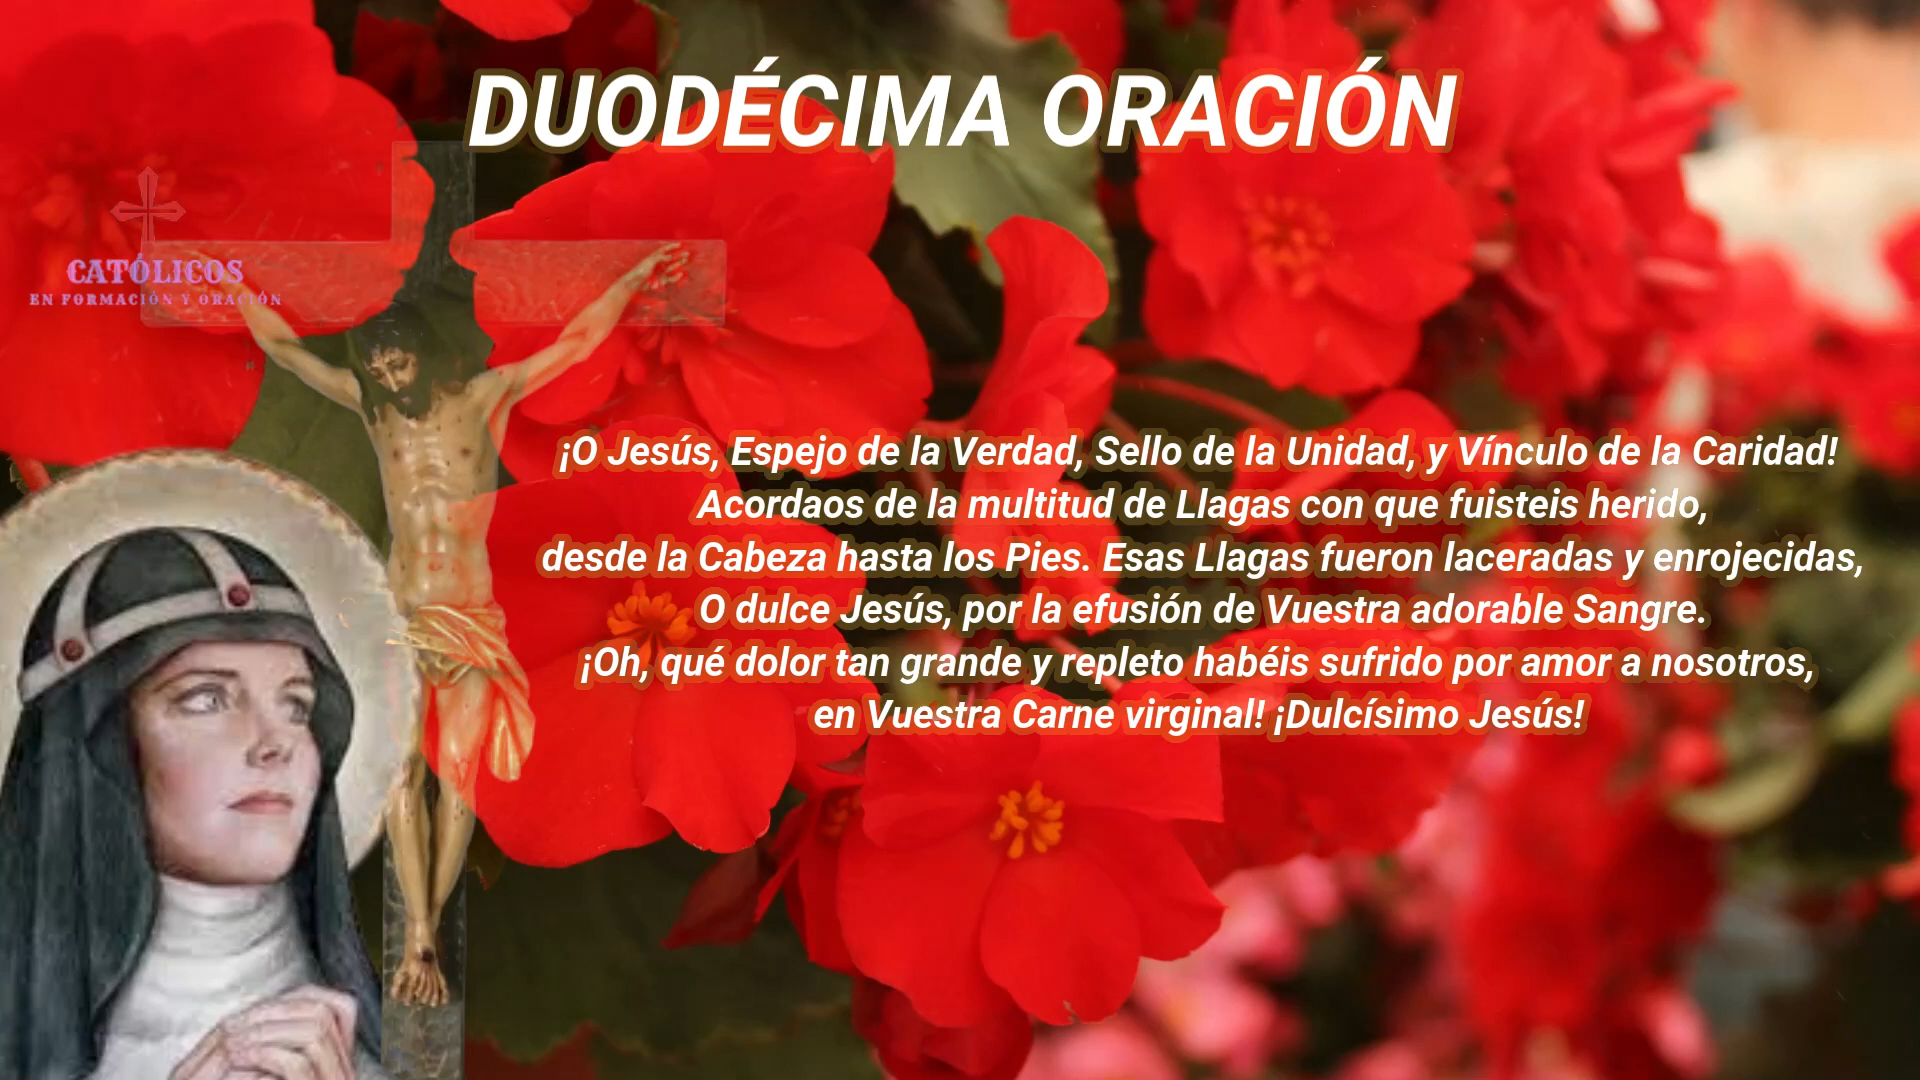 DUODÉCIMA ORACIÓN
CATÓLICOS
EN FORMACIÓN Y ORACIÓN
¡O Jesús, Espejo de la Verdad, Sello de la Unidad, y Vínculo de la Caridad!
Acordaos de la multitud de Llagas con que fuisteis herido,
desde la Cabeza hasta los Pies. Esas Llagas fueron laceradas y enrojecidas,
O dulce Jesús, por la efusión de Vuestra adorable Sangre.
¡Oh, qué dolor tan grande y repleto habéis sufrido por amor a nosotros,
en Vuestra Carne virginal! ¡Dulcísimo Jesús!